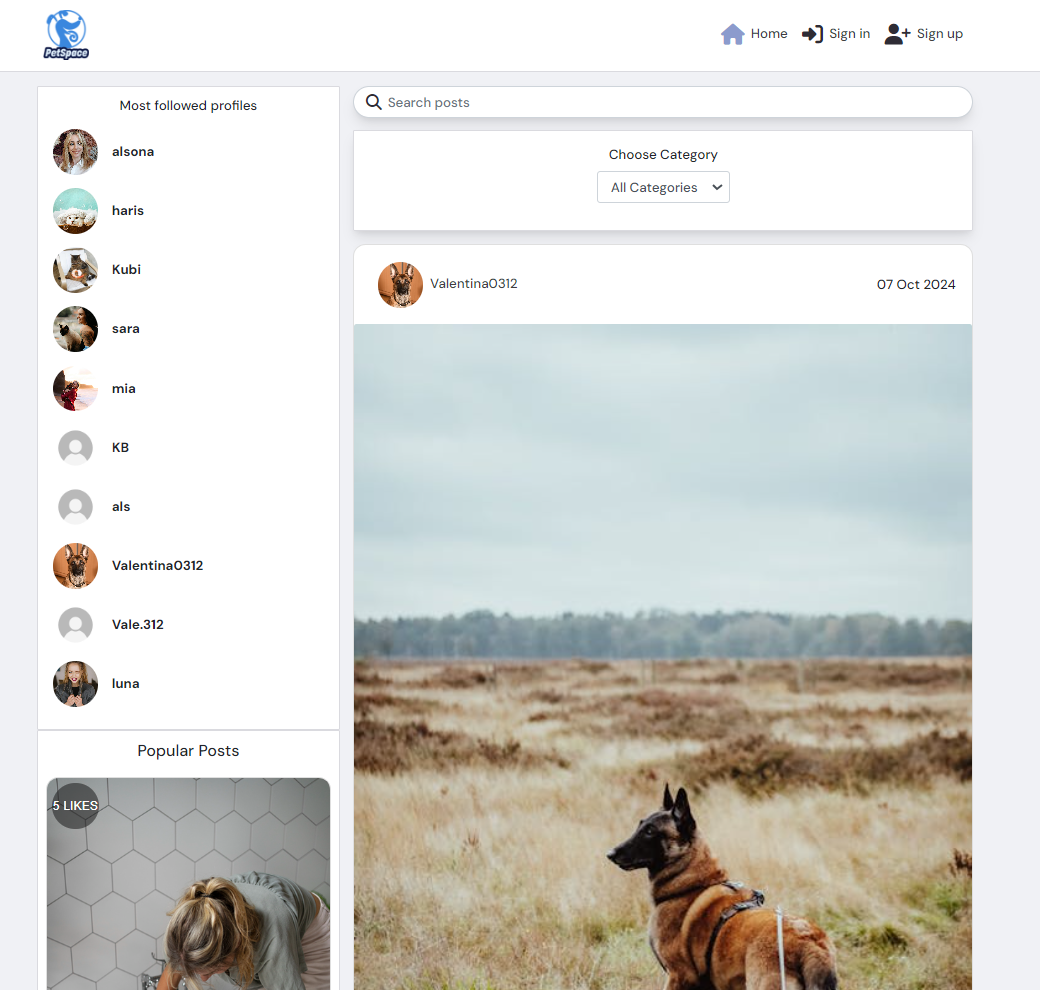 PetSpace
Home
Sign in
Sign up
Most followed profiles
alsona
haris
Kubi
sara
mia
KB
als
Valentina0312
Vale.312
luna
Popular Posts
5 LIKES
Search posts
Choose Category
All Categories
Valentina0312
07 Oct 2024